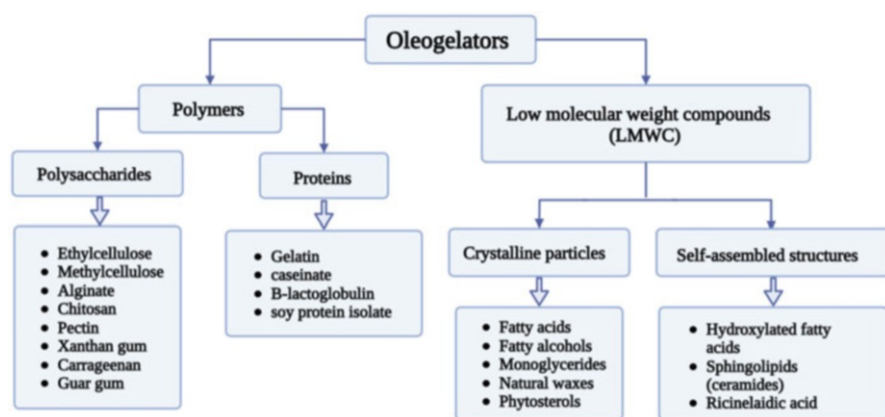 Oleogelators
Polymers
Low molecular weight compounds
(LMWC)
Polysaccharides
Proteins
Crystalline particles
Self-assembled structures
● Ethylcellulose
● Methylcellulose
● Alginate
● Chitosan
● Pectin
● Xanthan gum
● Carrageenan
● Guar gum
● Gelatin
● caseinate
● B-lactoglobulin
● soy protein isolate
● Fatty acids
● Fatty alcohols
● Monoglycerides
● Natural waxes
● Phytosterols
● Hydroxylated fatty
acids
● Sphingolipids
(ceramides)
● Ricinelaidic acid